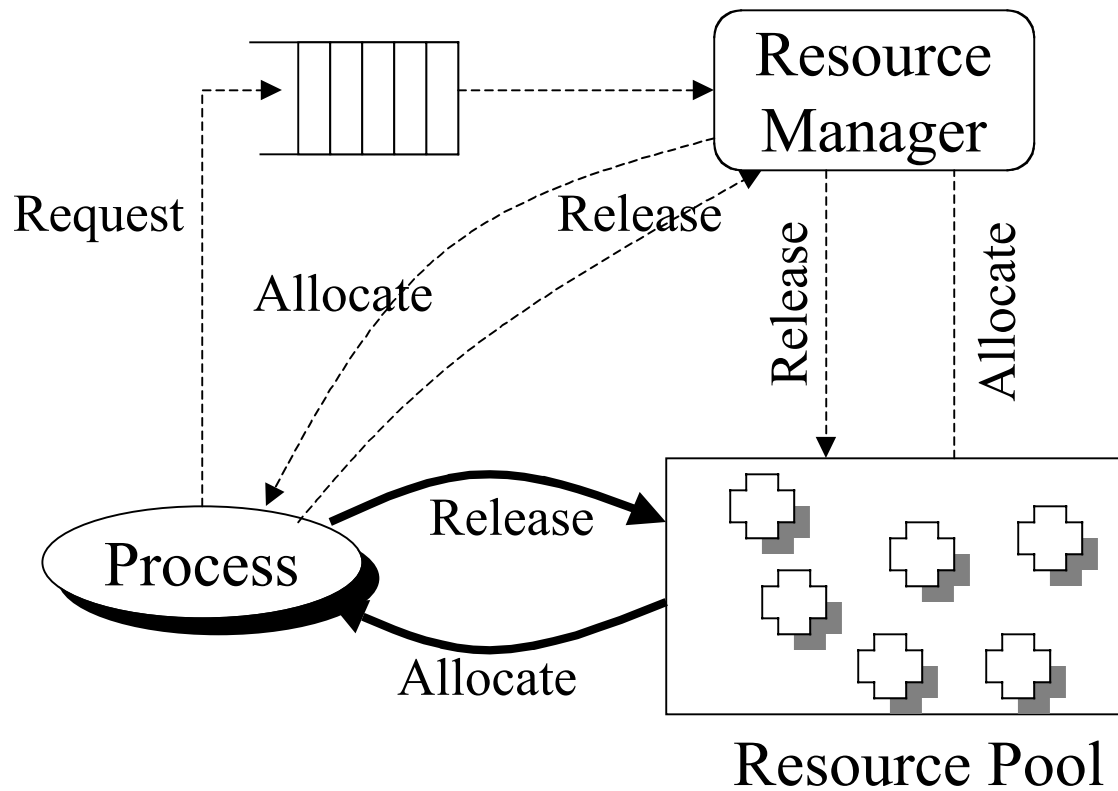 Resource
Manager
Request
Release
Allocate
Release
Allocate
Release
Process
Allocate
Resource Pool